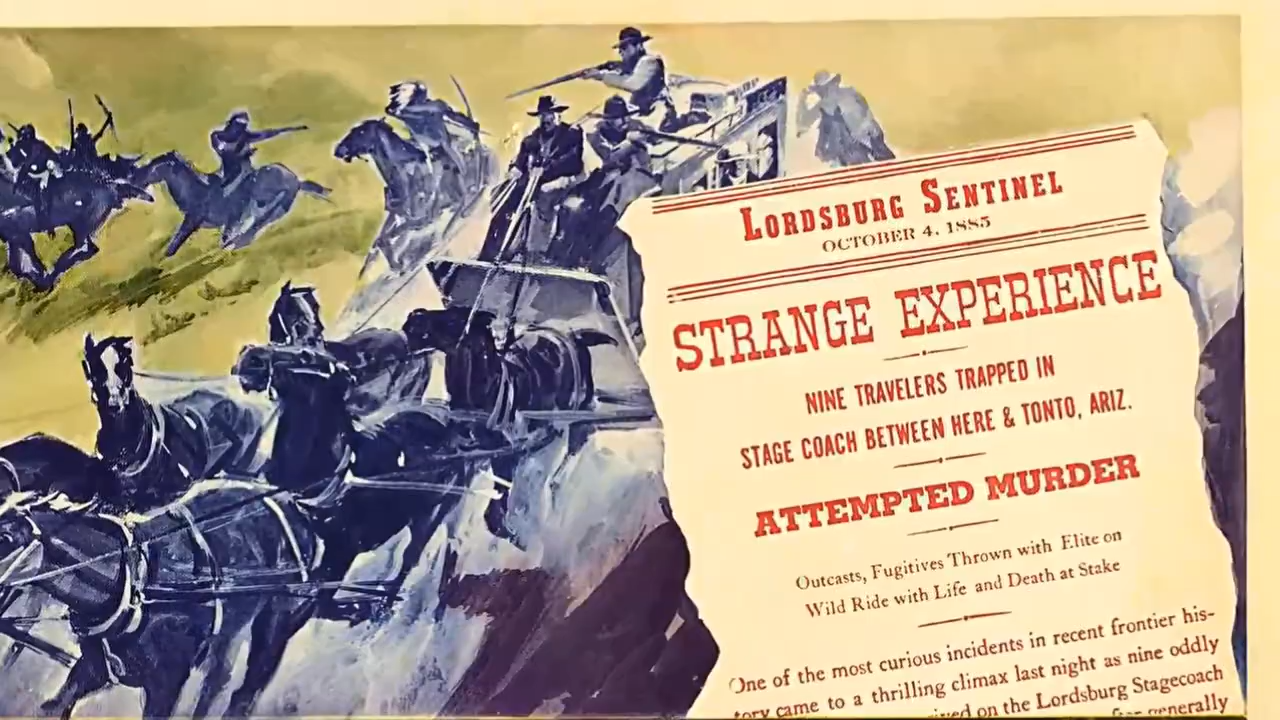 LORDSBURG SENTINEL
OCTOBER 4, 1885
STRANGE EXPERIENCE
NINE TRAVELERS TRAPPED IN
STAGE COACH BETWEEN HERE & TONTO, ARIZ.
ATTEMPTED MURDER
Outcasts, Fugitives Thrown with Elite on
Wild Ride with Life and Death at Stake
One of the most curious incidents in recent frontier his-
tory came to a thrilling climax last night as nine oddly
on the Lordsburg Stagecoach
generally